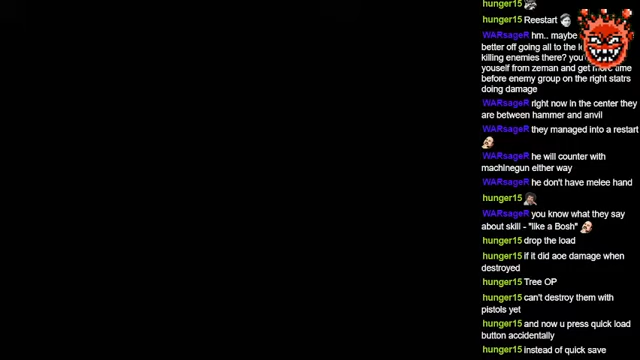 hunger15
hunger15 Reestart
WARsageR hm.. maybe
better off going all to the
killing enemies there? you
youself from zeman and get more time
before enemy group on the right statrs
doing damage
WARsageR right now in the center they
are between hammer and anvil
WARsageR they managed into a restart
WARsageR he will counter with
machinegun either way
WARsageR he don't have melee hand
hunger15
WARsageR you know what they say
about skill - "like a Bosh"
hunger15 drop the load
hunger15 if it did aoe damage when
destroyed
hunger15 Tree OP
hunger15 can't destroy them with
pistols yet
hunger15 and now u press quick load
button accidentally
hunger15 instead of quick save